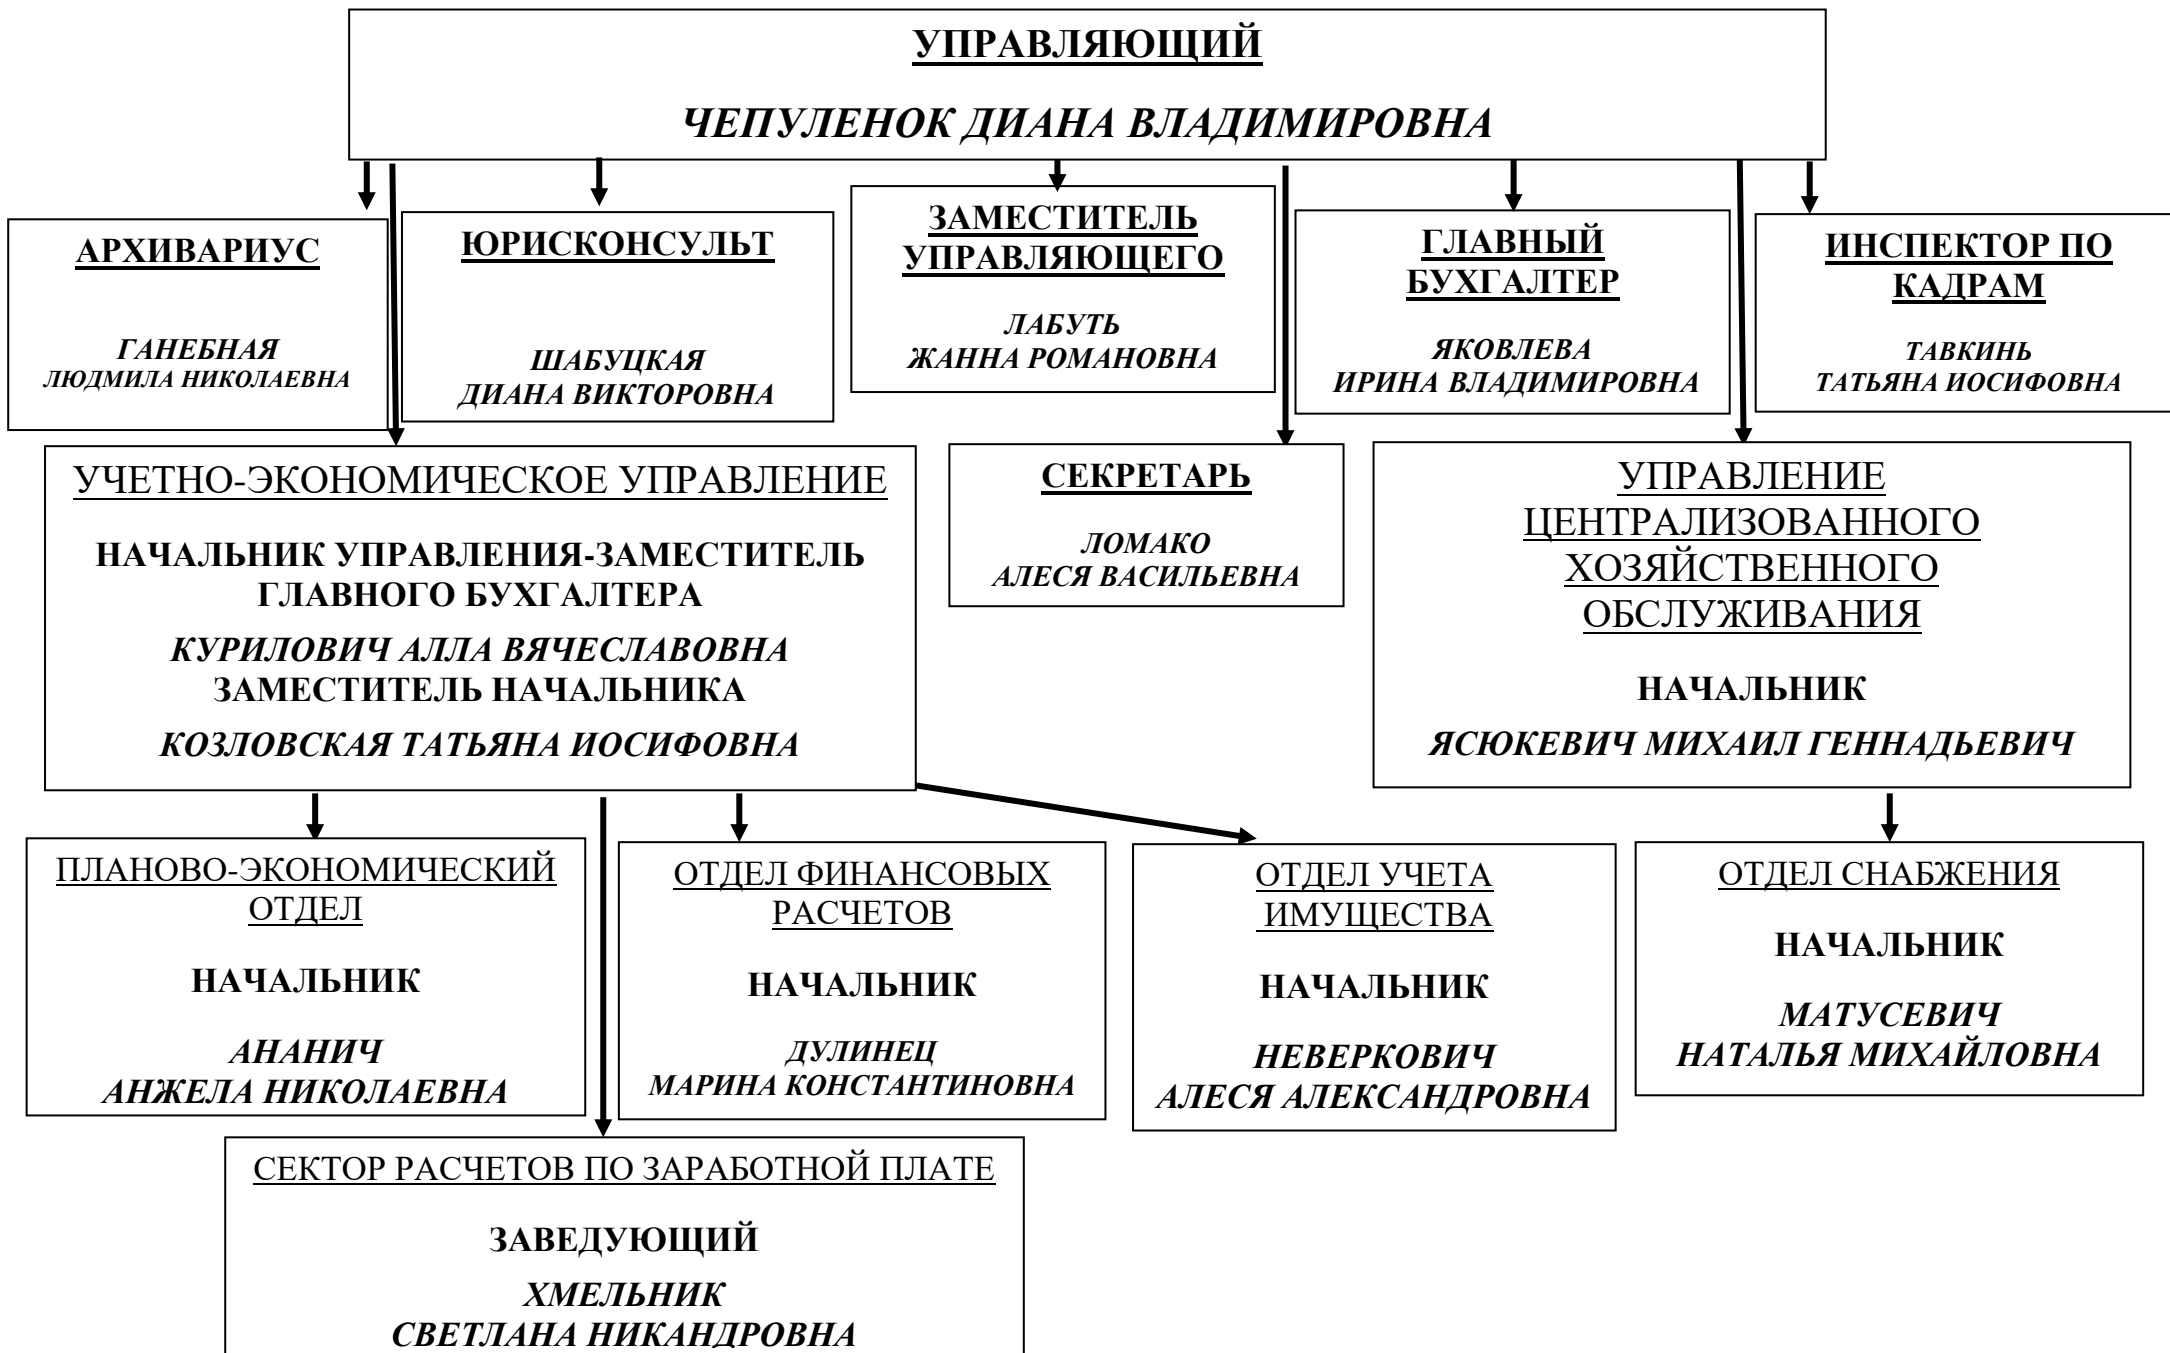 УПРАВЛЯЮЩИЙ
ЧЕПУЛЕНОК ДИАНА ВЛАДИМИРОВНА
АРХИВАРИУС
ГАНЕБНАЯ
ЛЮДМИЛА НИКОЛАЕВНА
ЮРИСКОНСУЛЬТ
ШАБУЦКАЯ
ДИАНА ВИКТОРОВНА
ЗАМЕСТИТЕЛЬ
УПРАВЛЯЮЩЕГО
ЛАБУТЬ
ЖАННА РОМАНОВНА
ГЛАВНЫЙ
БУХГАЛТЕР
ЯКОВЛЕВА
ИРИНА ВЛАДИМИРОВНА
ИНСПЕКТОР ПО
КАДРАМ
ТАВКИНЬ
ТАТЬЯНА ИОСИФОВНА
УЧЕТНО-ЭКОНОМИЧЕСКОЕ УПРАВЛЕНИЕ
НАЧАЛЬНИК УПРАВЛЕНИЯ-ЗАМЕСТИТЕЛЬ
ГЛАВНОГО БУХГАЛТЕРА
КУРИЛОВИЧ АЛЛА ВЯЧЕСЛАВОВНА
ЗАМЕСТИТЕЛЬ НАЧАЛЬНИКА
КОЗЛОВСКАЯ ТАТЬЯНА ИОСИФОВНА
СЕКРЕТАРЬ
ЛОМАКО
АЛЕСЯ ВАСИЛЬЕВНА
УПРАВЛЕНИЕ
ЦЕНТРАЛИЗОВАННОГО
ХОЗЯЙСТВЕННОГО
ОБСЛУЖИВАНИЯ
НАЧАЛЬНИК
ЯСЮКЕВИЧ МИХАИЛ ГЕННАДЬЕВИЧ
ПЛАНОВО-ЭКОНОМИЧЕСКИЙ
ОТДЕЛ
НАЧАЛЬНИК
АНАНИЧ
АНЖЕЛА НИКОЛАЕВНА
ОТДЕЛ ФИНАНСОВЫХ
РАСЧЕТОВ
НАЧАЛЬНИК
ДУЛИНЕЦ
МАРИНА КОНСТАНТИНОВНА
ОТДЕЛ УЧЕТА
ИМУЩЕСТВА
НАЧАЛЬНИК
НЕВЕРКОВИЧ
АЛЕСЯ АЛЕКСАНДРОВНА
ОТДЕЛ СНАБЖЕНИЯ
НАЧАЛЬНИК
МАТУСЕВИЧ
НАТАЛЬЯ МИХАЙЛОВНА
СЕКТОР РАСЧЕТОВ ПО ЗАРАБОТНОЙ ПЛАТЕ
ЗАВЕДУЮЩИЙ
ХМЕЛЬНИК
СВЕТЛАНА НИКАНДРОВНА